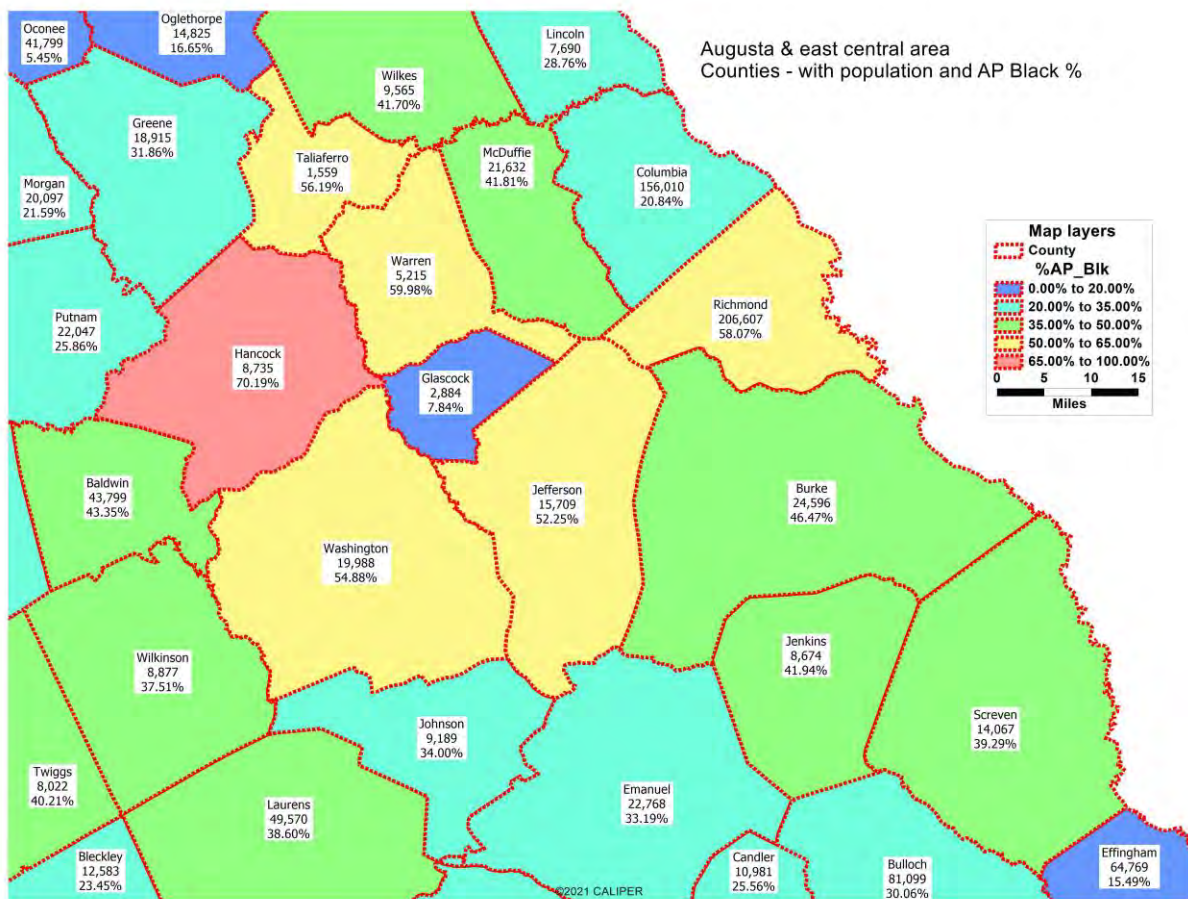 Augusta & east central area
Counties - with population and AP Black %
Oconee
41,799
5.45%
Oglethorpe
14,825
16.65%
Wilkes
9,565
41.70%
Lincoln
7,690
28.76%
Greene
18,915
31.86%
Taliaferro
1,559
56.19%
McDuffie
21,632
41.81%
Columbia
156,010
20.84%
Morgan
20,097
21.59%
Warren
5,215
59.98%
Richmond
206,607
58.07%
Map layers
County
%AP_Blk
0.00% to 20.00%
20.00% to 35.00%
35.00% to 50.00%
50.00% to 65.00%
65.00% to 100.00%
0 5 10 15
Miles
Putnam
22,047
25.86%
Hancock
8,735
70.19%
Glascock
2,884
7.84%
Baldwin
43,799
43.35%
Jefferson
15,709
52.25%
Burke
24,596
46.47%
Washington
19,988
54.88%
Wilkinson
8,877
37.51%
Jenkins
8,674
41.94%
Screven
14,067
39.29%
Johnson
9,189
34.00%
Twiggs
8,022
40.21%
Laurens
49,570
38.60%
Emanuel
22,768
33.19%
Bleckley
12,583
23.45%
Candler
10,981
25.56%
Bulloch
81,099
30.06%
Effingham
64,769
15.49%
©2021 CALIPER